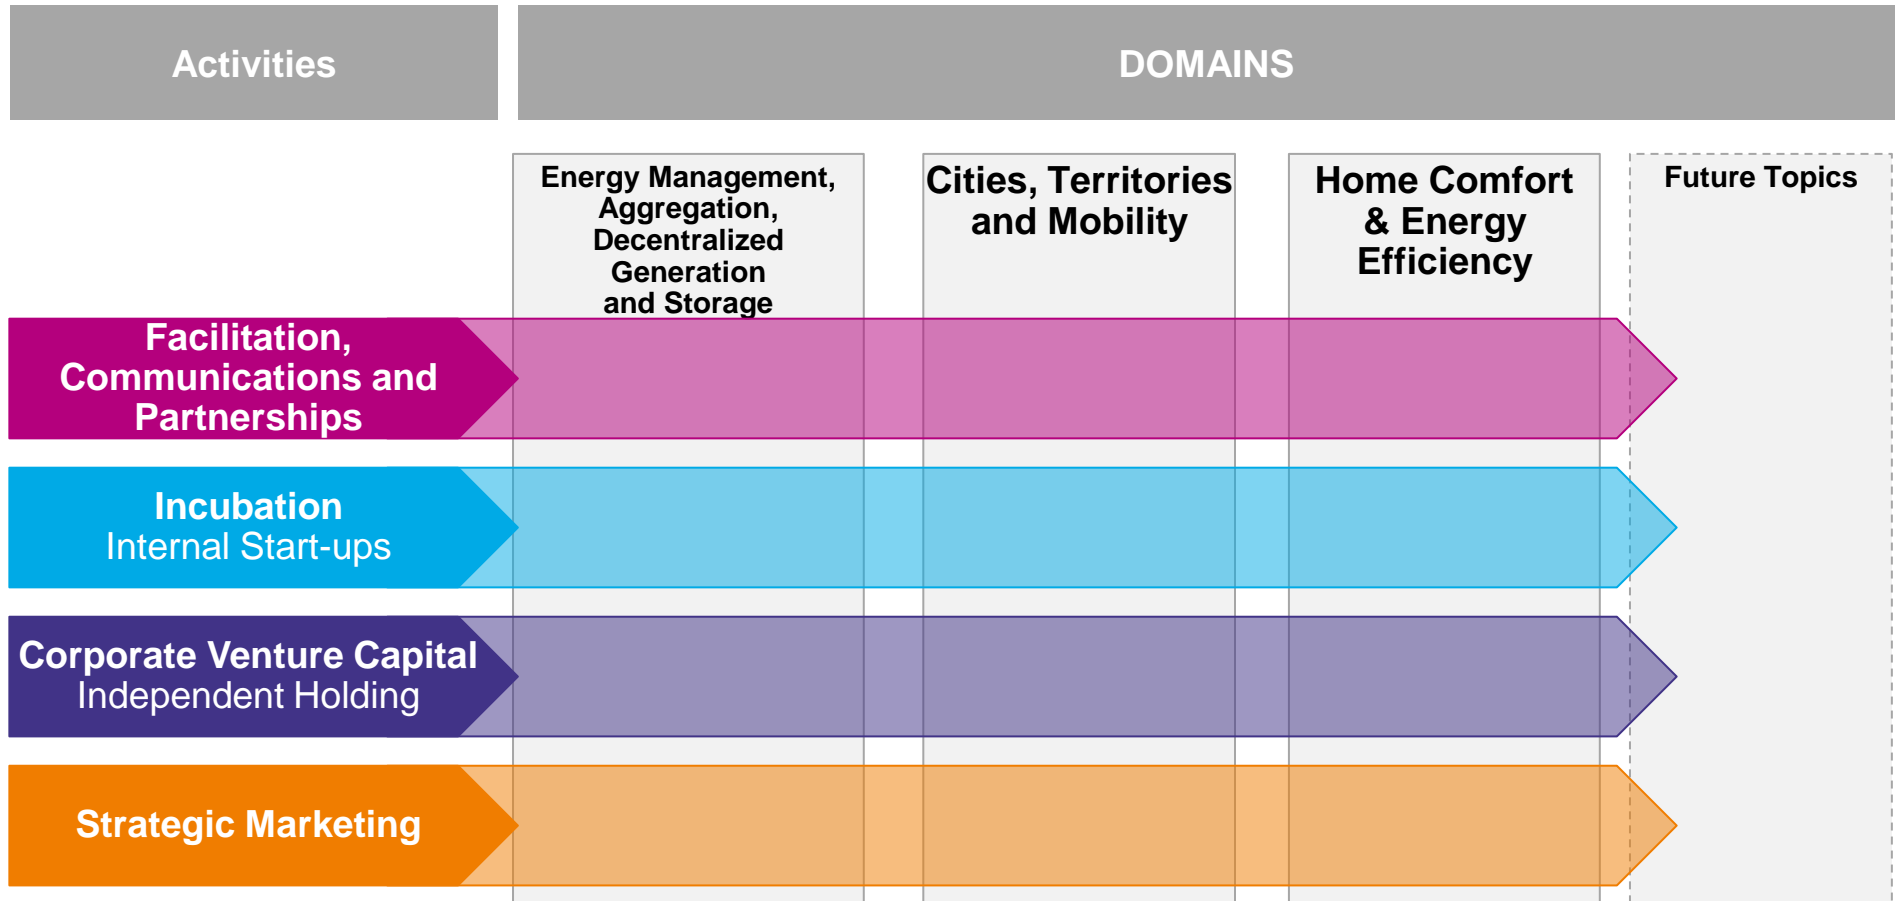 Activities
DOMAINS
Energy Management,
Aggregation,
Decentralized
Generation
and Storage
Cities, Territories
and Mobility
Home Comfort
& Energy
Efficiency
Future Topics
Facilitation,
Communications and
Partnerships
Incubation
Internal Start-ups
Corporate Venture Capital
Independent Holding
Strategic Marketing